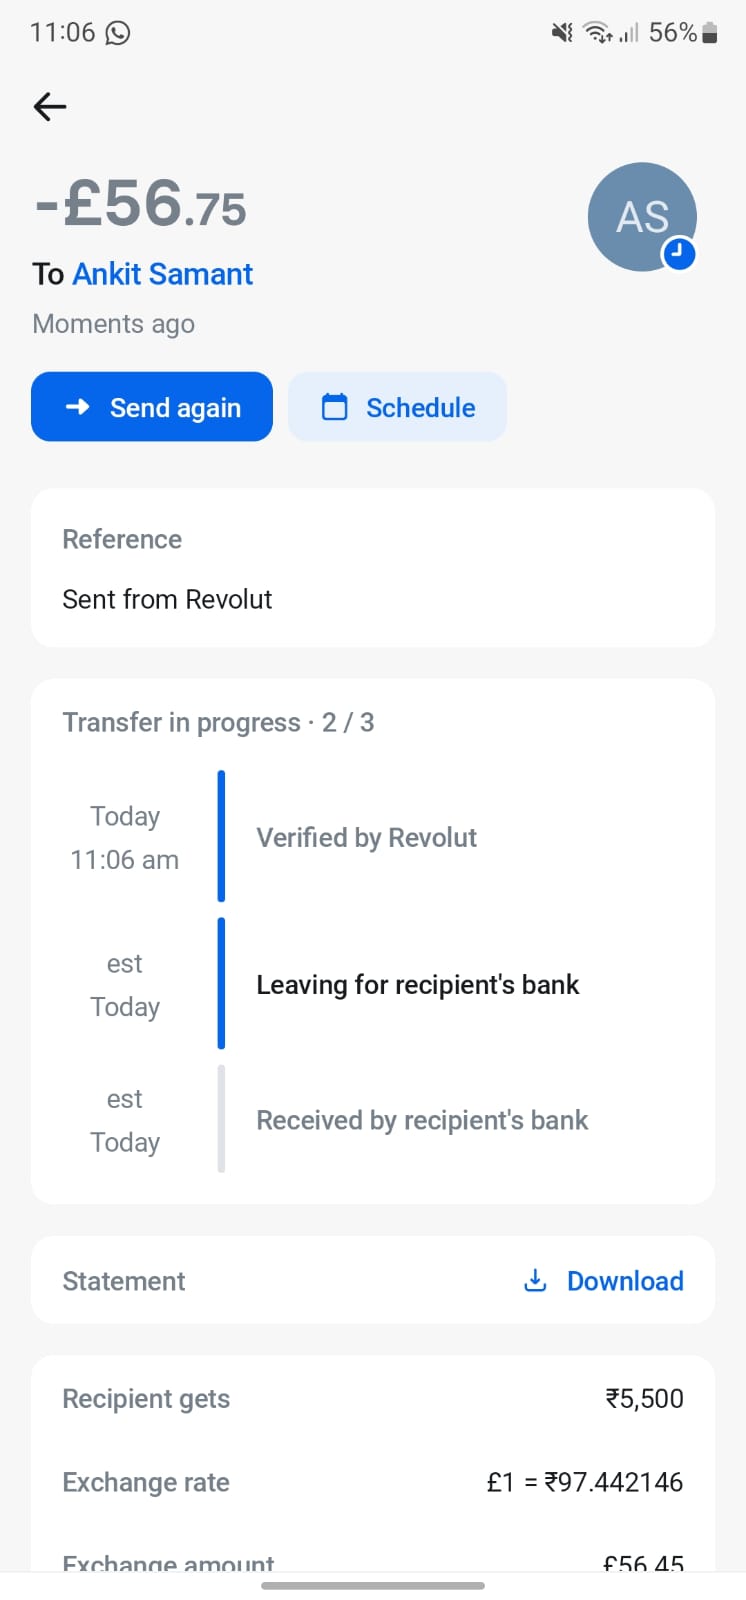 11:06
56%
-£56.75
AS
To Ankit Samant
Moments ago
Send again
Schedule
Reference
Sent from Revolut
Transfer in progress · 2 / 3
Today
11:06 am
Verified by Revolut
est
Today
Leaving for recipient's bank
est
Today
Received by recipient's bank
Statement
Download
Recipient gets ₹5,500
Exchange rate £1 = ₹97.442146
Exchange amount £56.45